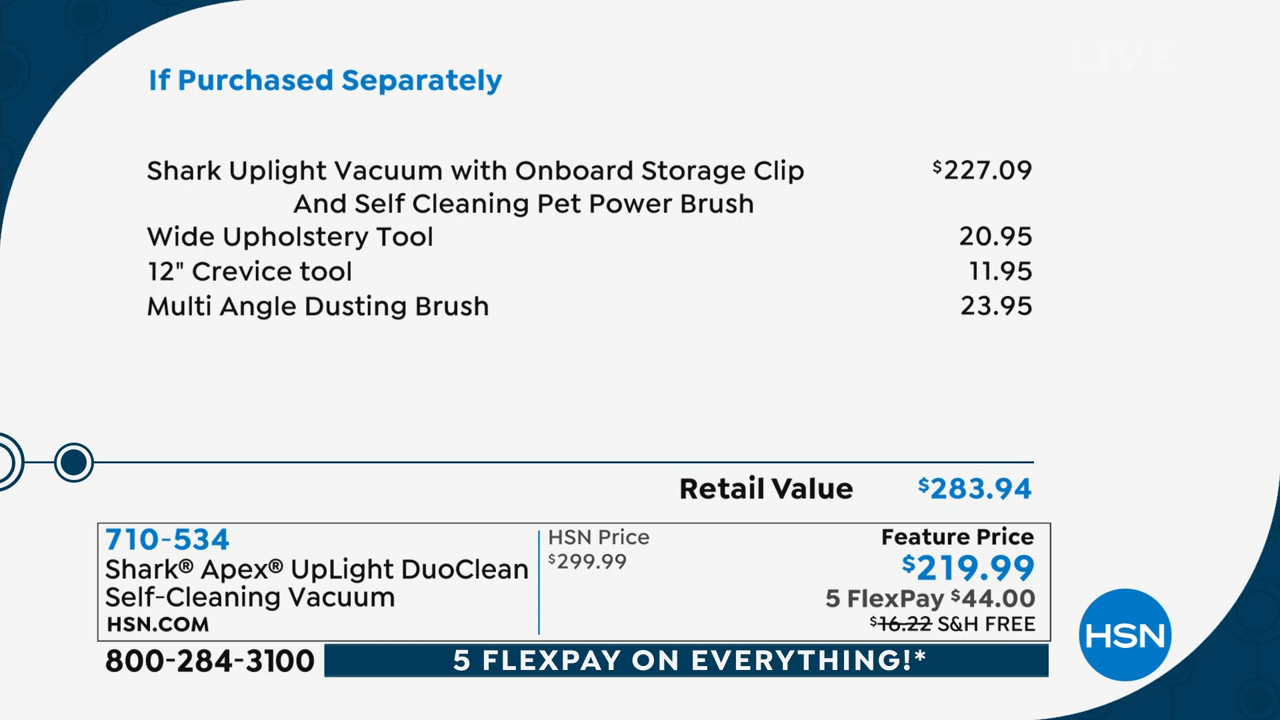 LIVE
If Purchased Separately
Shark Uplight Vacuum with Onboard Storage Clip $227.09
And Self Cleaning Pet Power Brush
Wide Upholstery Tool 20.95
12" Crevice tool 11.95
Multi Angle Dusting Brush 23.95
Retail Value $283.94
710-534
Shark® Apex® UpLight DuoClean
Self-Cleaning Vacuum
HSN.COM
HSN Price
$299.99
Feature Price
$219.99
5 FlexPay $44.00
$16.22 S&H FREE
HSN
800-284-3100 5 FLEXPAY ON EVERYTHING!*